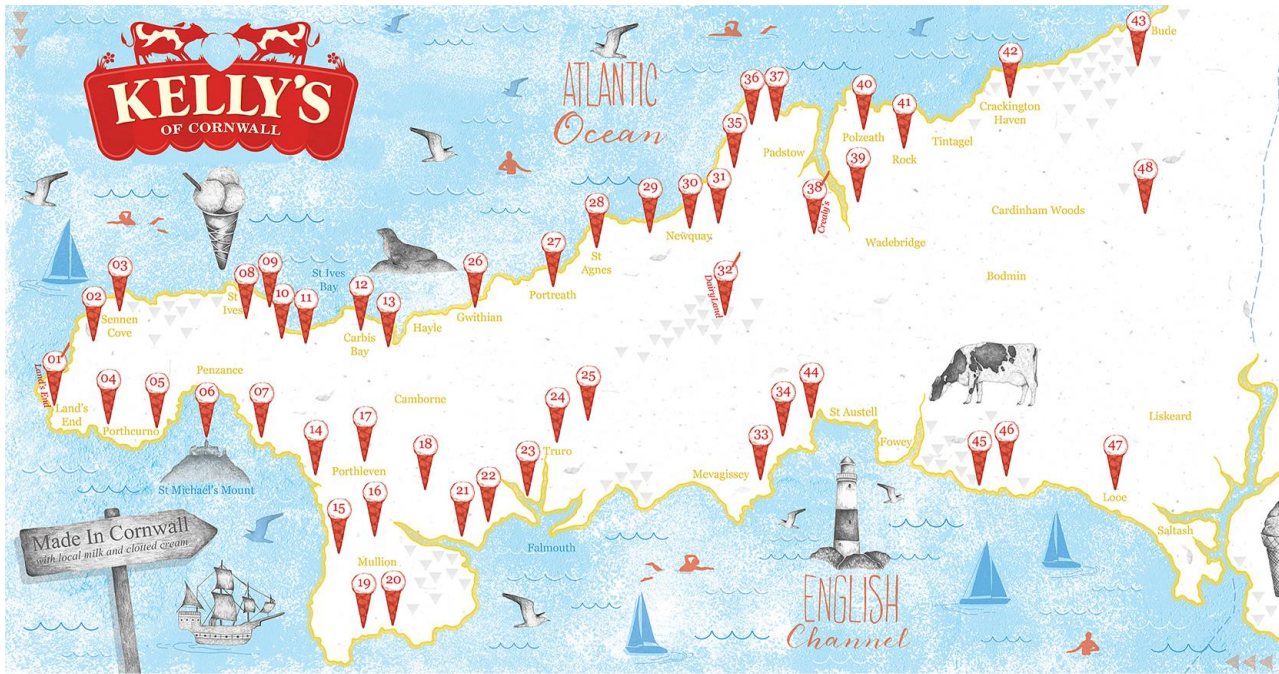 KELLY'S
OF CORNWALL
ATLANTIC
Ocean
36
37
43
Bude
42
Crackington
Haven
40
Polzeath
41
Rock
Tintagel
35
Padstow
39
38
Crealy's
48
Cardinham Woods
Wadebridge
Bodmin
28
St
Agnes
29
30
31
Newquay
27
Portreath
26
Gwithian
32
DairyLand
03
02
Sennen
Cove
08
09
St
Ives
10
11
St Ives
Bay
12
13
Carbis
Bay
Hayle
01
Land's End
Land's
End
04
05
Porthcurno
Penzance
06
07
St Michael's Mount
Camborne
14
17
18
Porthleven
15
16
Mullion
19
20
21
22
23
24
25
Truro
Falmouth
33
34
44
Mevagissey
St Austell
Fowey
45
46
47
Looe
Liskeard
Saltash
Made In Cornwall
with local milk and clotted cream
ENGLISH
Channel